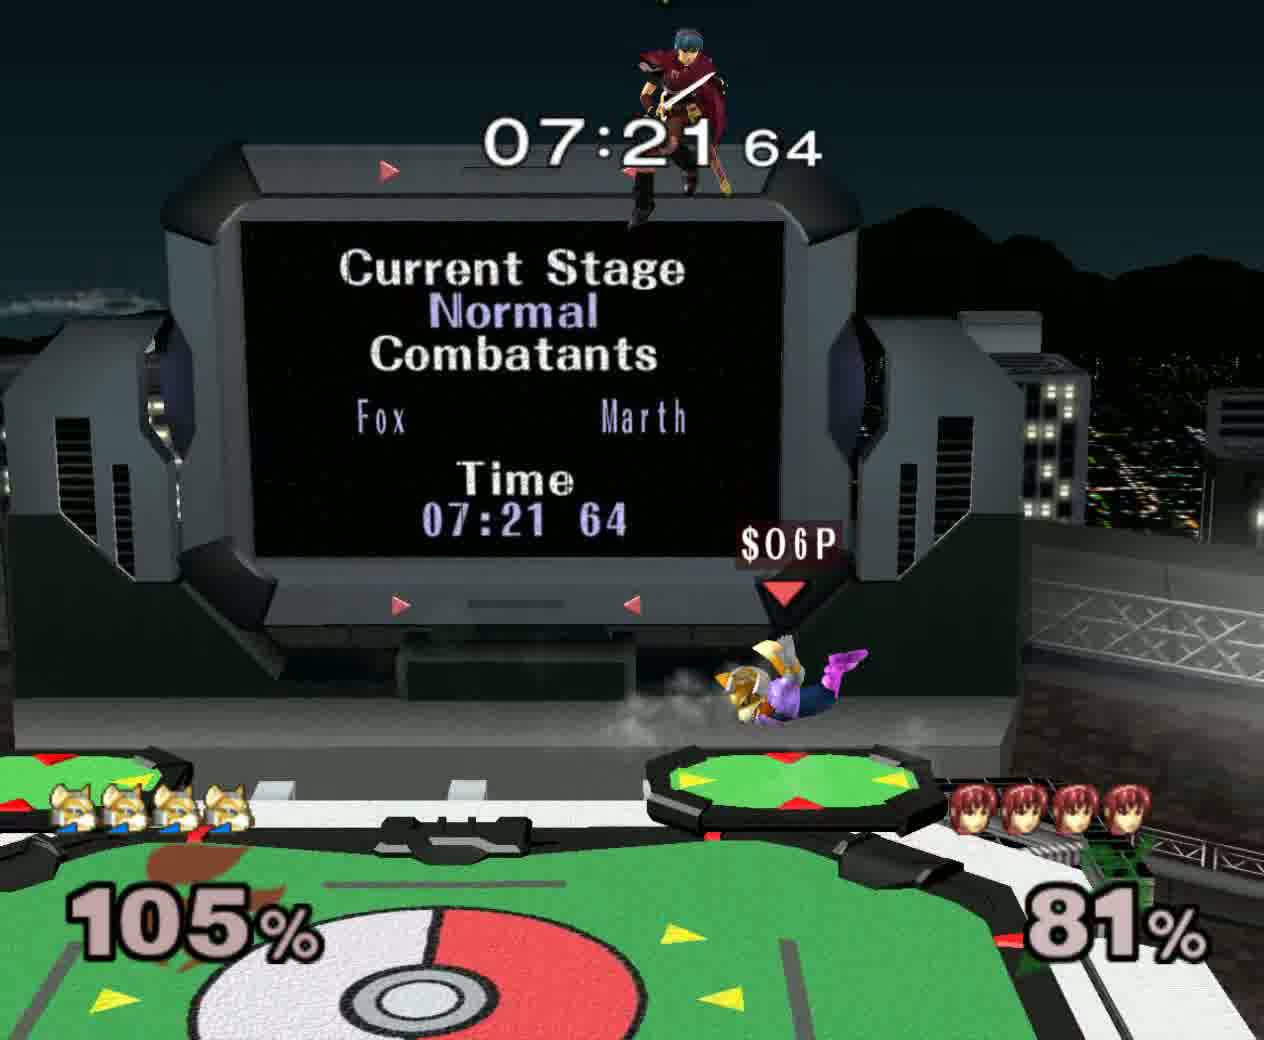 07:21 64
Current Stage
Normal
Combatants
Fox Marth
Time
07:21 64
$06P
105%
81%